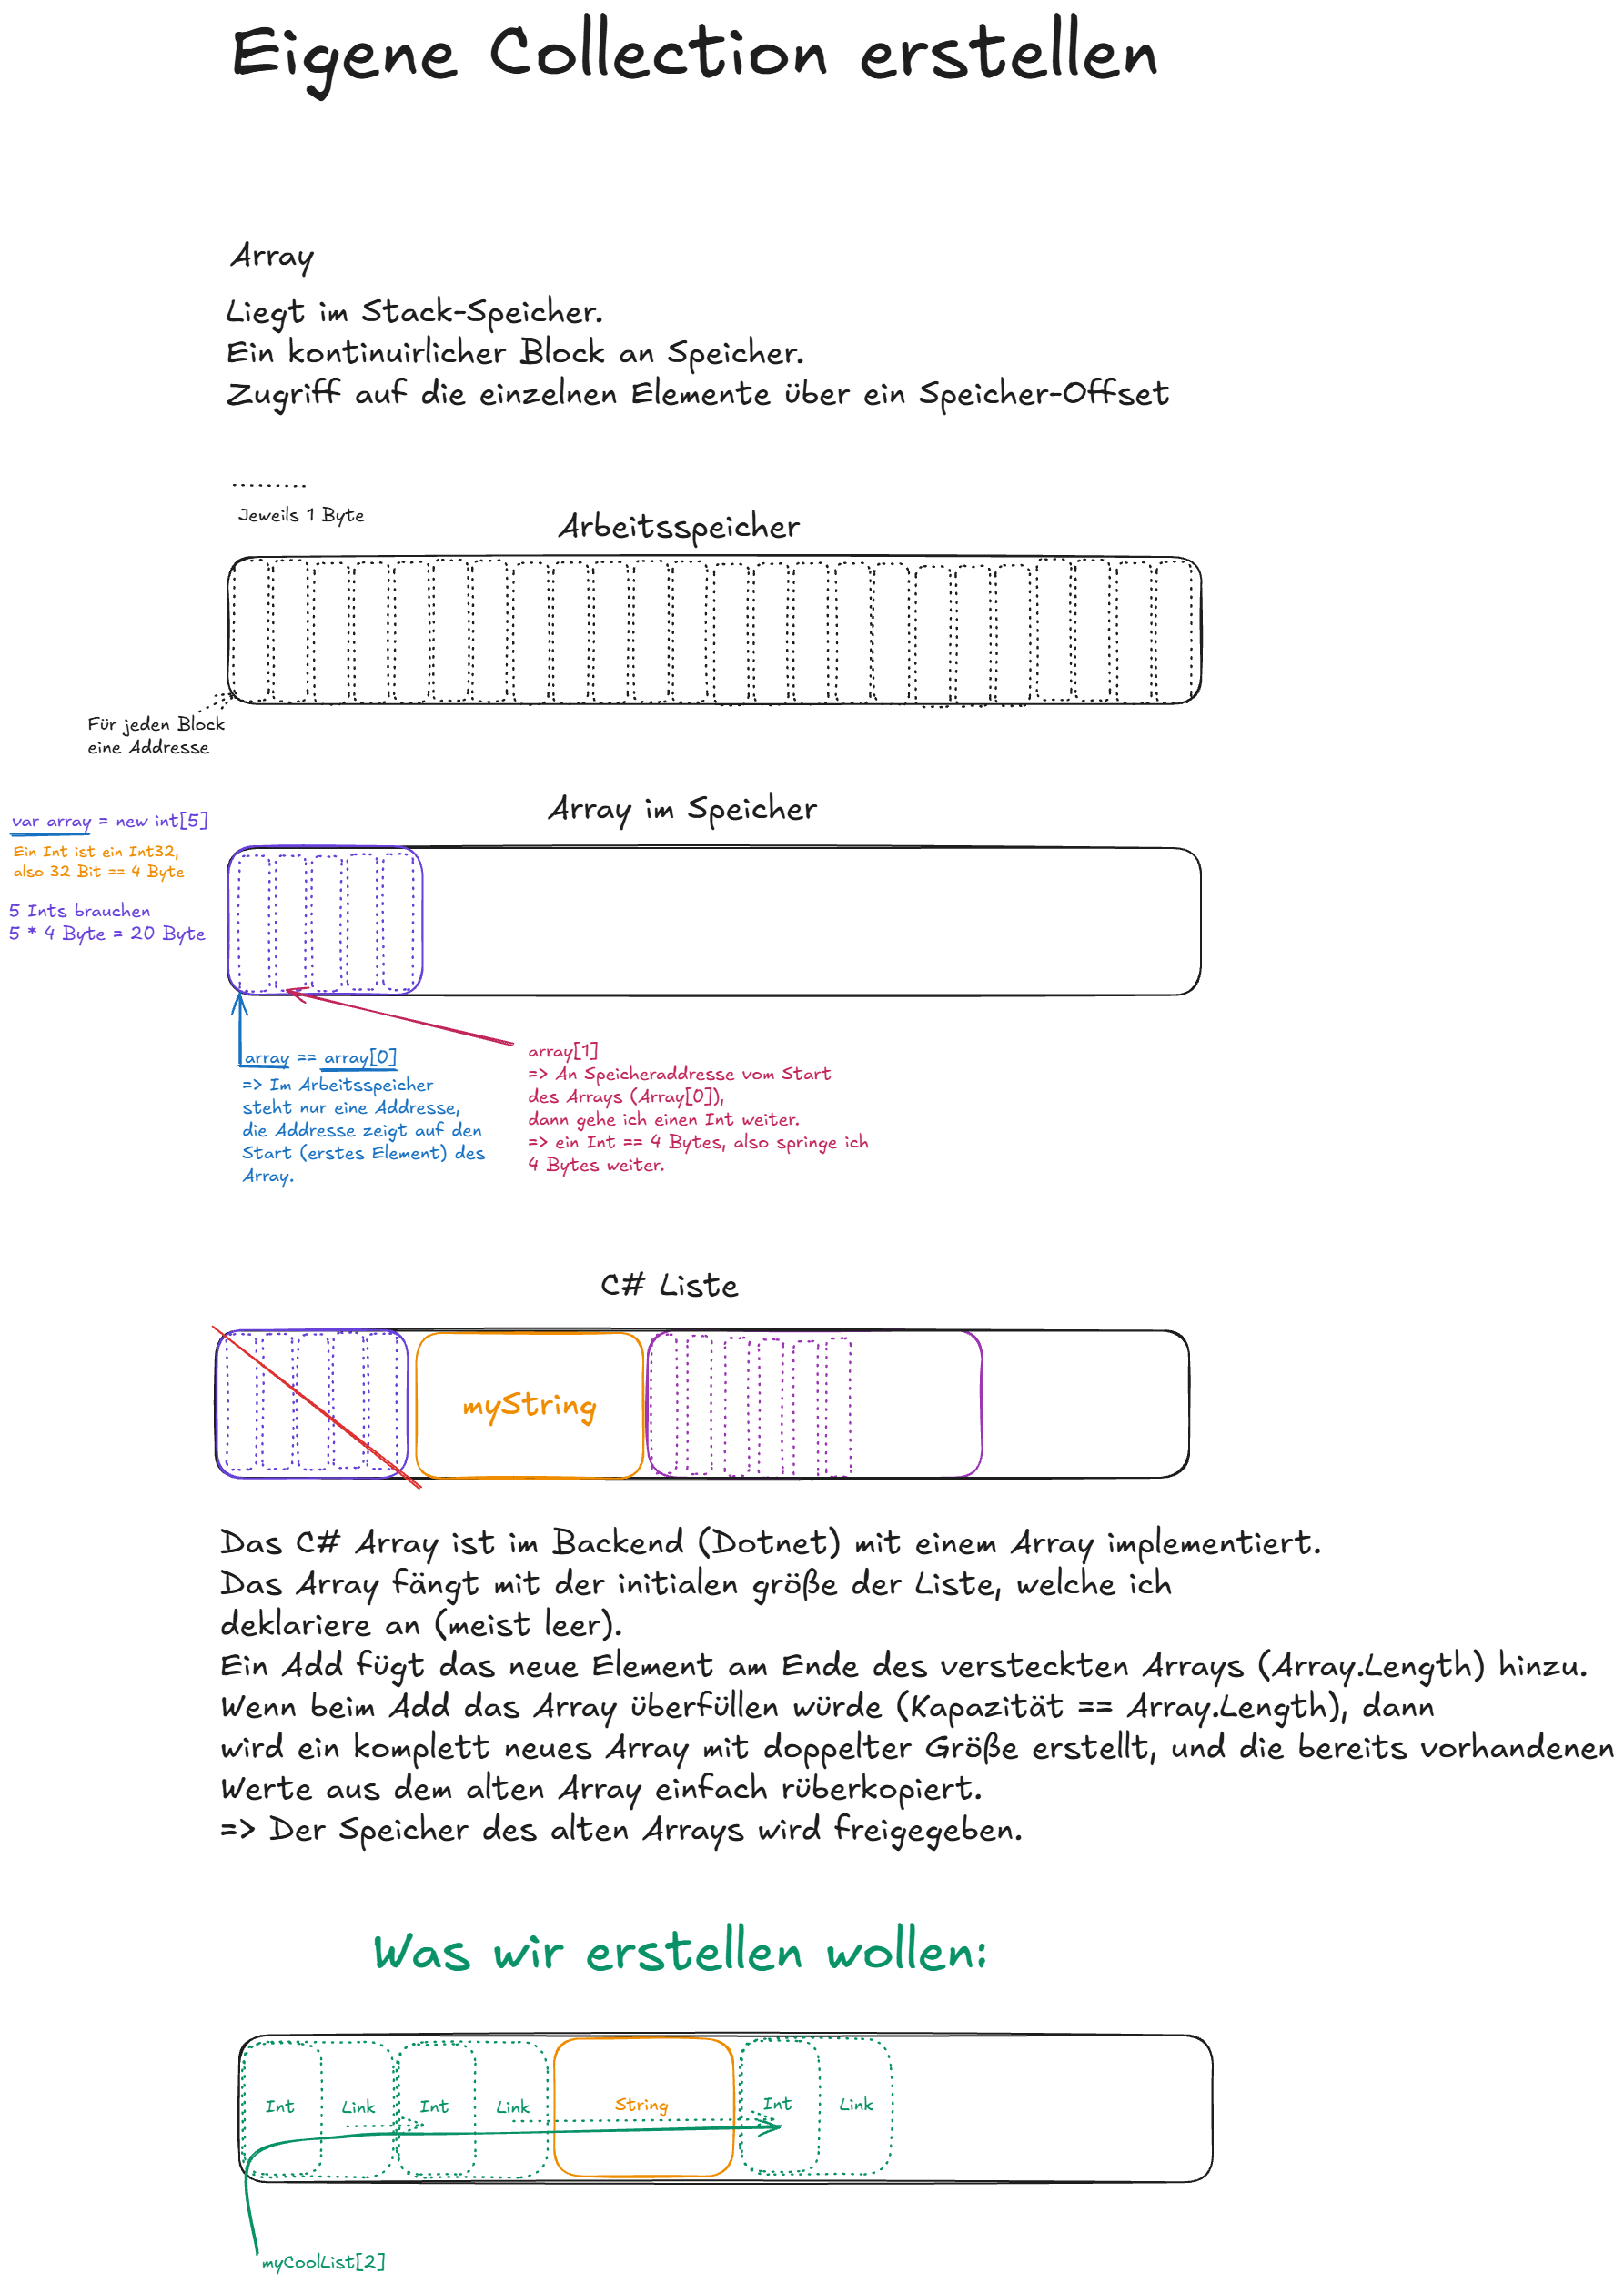 Eigene Collection erstellen
Array
Liegt im Stack-Speicher.
Ein kontinuirlicher Block an Speicher.
Zugriff auf die einzelnen Elemente über ein Speicher-Offset
Jeweils 1 Byte
Arbeitsspeicher
Für jeden Block
eine Addresse
Array im Speicher
var array = new int[5]
Ein Int ist ein Int32,
also 32 Bit == 4 Byte
5 Ints brauchen
5 * 4 Byte = 20 Byte
array == array[0]
=> Im Arbeitsspeicher
steht nur eine Addresse,
die Addresse zeigt auf den
Start (erstes Element) des
Array.
array[1]
=> An Speicheraddresse vom Start
des Arrays (Array[0]),
dann gehe ich einen Int weiter.
=> ein Int == 4 Bytes, also springe ich
4 Bytes weiter.
C# Liste
myString
Das C# Array ist im Backend (Dotnet) mit einem Array implementiert.
Das Array fängt mit der initialen größe der Liste, welche ich
deklariere an (meist leer).
Ein Add fügt das neue Element am Ende des versteckten Arrays (Array.Length) hinzu.
Wenn beim Add das Array überfüllen würde (Kapazität == Array.Length), dann
wird ein komplett neues Array mit doppelter Größe erstellt, und die bereits vorhandenen
Werte aus dem alten Array einfach rüberkopiert.
=> Der Speicher des alten Arrays wird freigegeben.
Was wir erstellen wollen:
Int Link Int Link String Int Link
myCoolList[2]